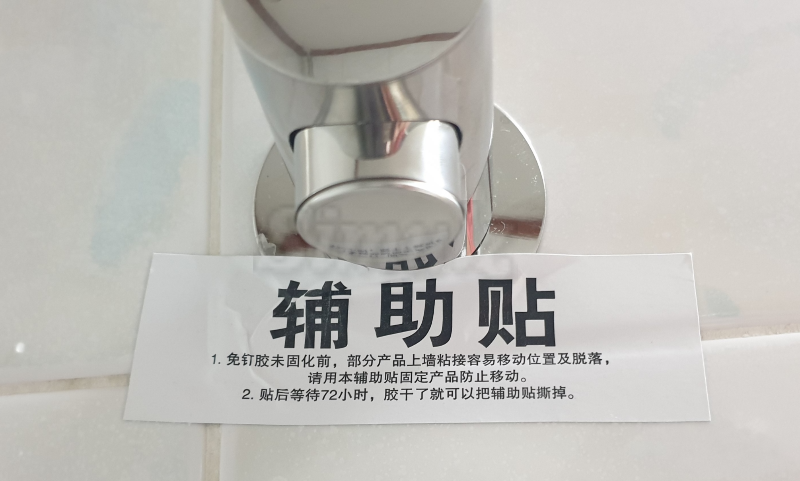 辅助贴
1. 免钉胶未固化前，部分产品上墙粘接容易移动位置及脱落，
请用本辅助贴固定产品防止移动。
2. 贴后等待72小时，胶干了就可以把辅助贴撕掉。